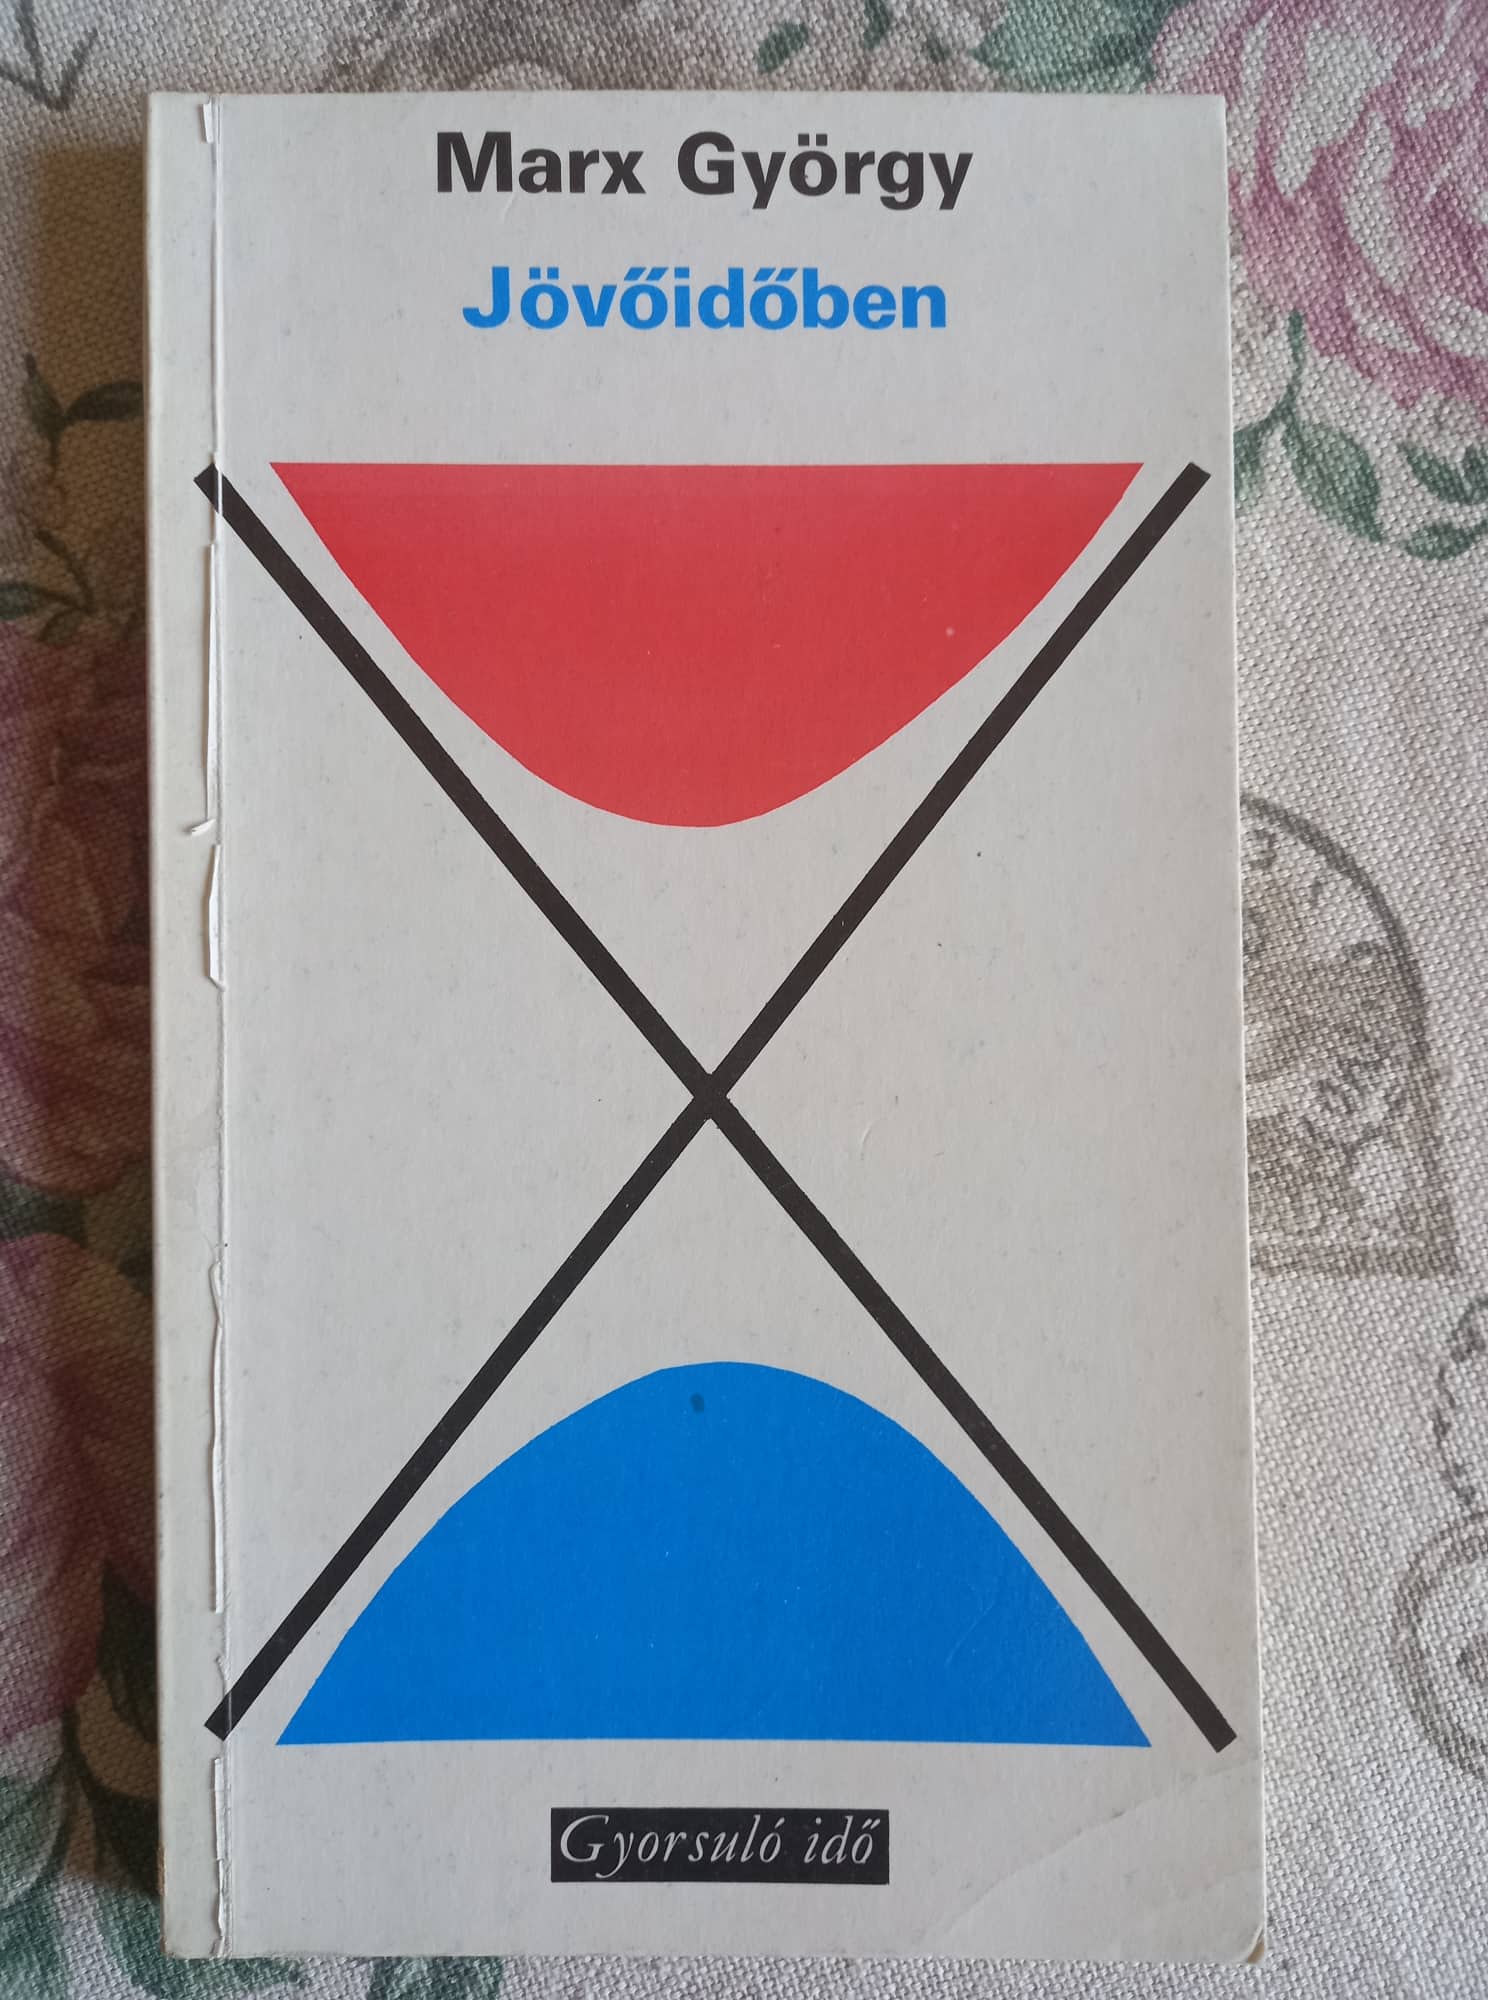 Marx György
Jövőidőben
Gyorsuló idő